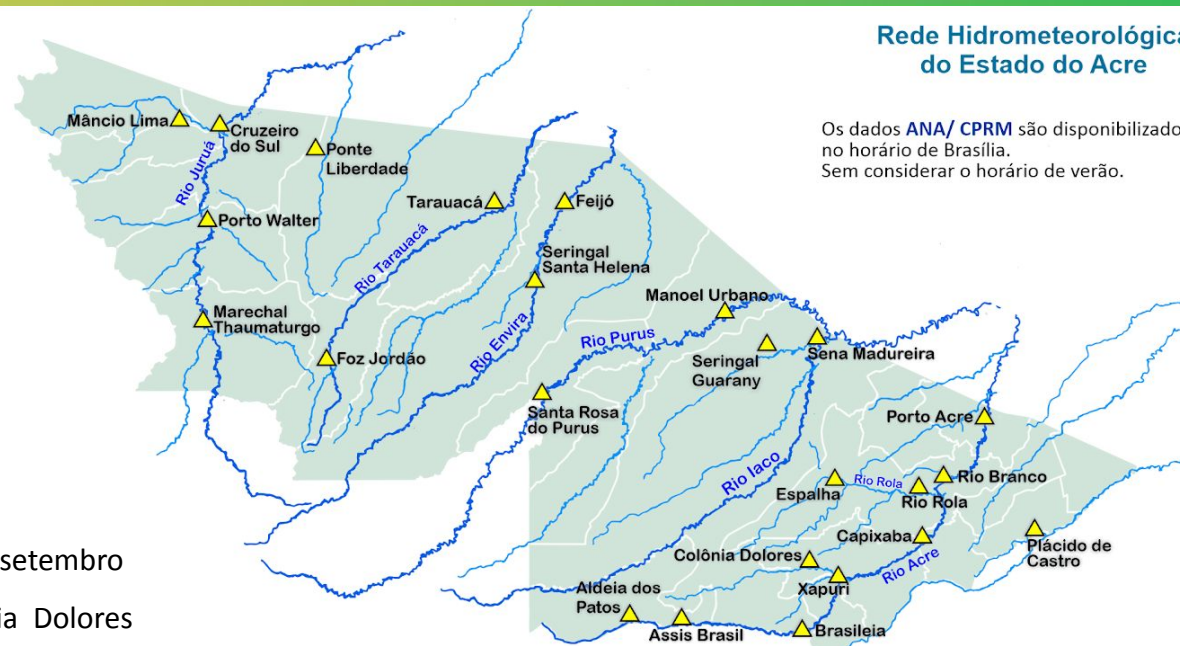 Rede Hidrometeorológica
do Estado do Acre
Os dados ANA/ CPRM são disponibilizado
no horário de Brasília.
Sem considerar o horário de verão.
Mâncio Lima
Cruzeiro
do Sul
Ponte
Liberdade
Rio Juruá
Porto Walter
Tarauacá
Feijó
Rio Tarauacá
Seringal
Santa Helena
Marechal
Thaumaturgo
Foz Jordão
Rio Envira
Manoel Urbano
Rio Purus
Seringal
Guarany
Sena Madureira
Santa Rosa
do Purus
Porto Acre
Rio Iaco
Espalha
Rio Rola
Rio Rola
Rio Branco
Capixaba
Plácido de
Castro
Colônia Dolores
Rio Acre
Xapuri
Aldeia dos
Patos
Assis Brasil
Brasileia
setembro
Dolores